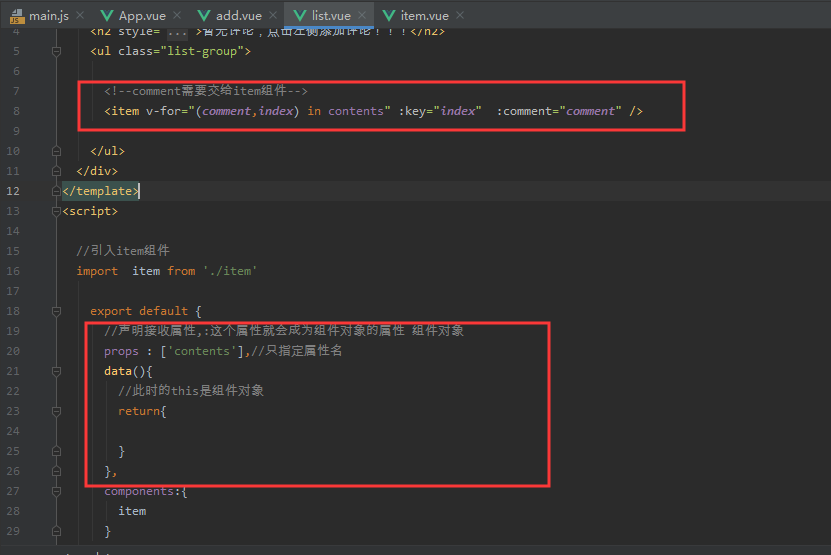 main.js App.vue add.vue list.vue item.vue
4 <h2 style="...">暂无评论，点击左侧添加评论！！！</h2>
5 <ul class="list-group">
6
7 <!--comment需要交给item组件-->
8 <item v-for="(comment,index) in contents" :key="index"  :comment="comment" />
9
10 </ul>
11 </div>
12 </template>
13 <script>
14
15 //引入item组件
16 import  item from './item'
17
18 export default {
19 //声明接收属性,:这个属性就会成为组件对象的属性 组件对象
20 props : ['contents'],//只指定属性名
21 data(){
22 //此时的this是组件对象
23 return{
24
25 }
26 },
27 components:{
28 item
29 }